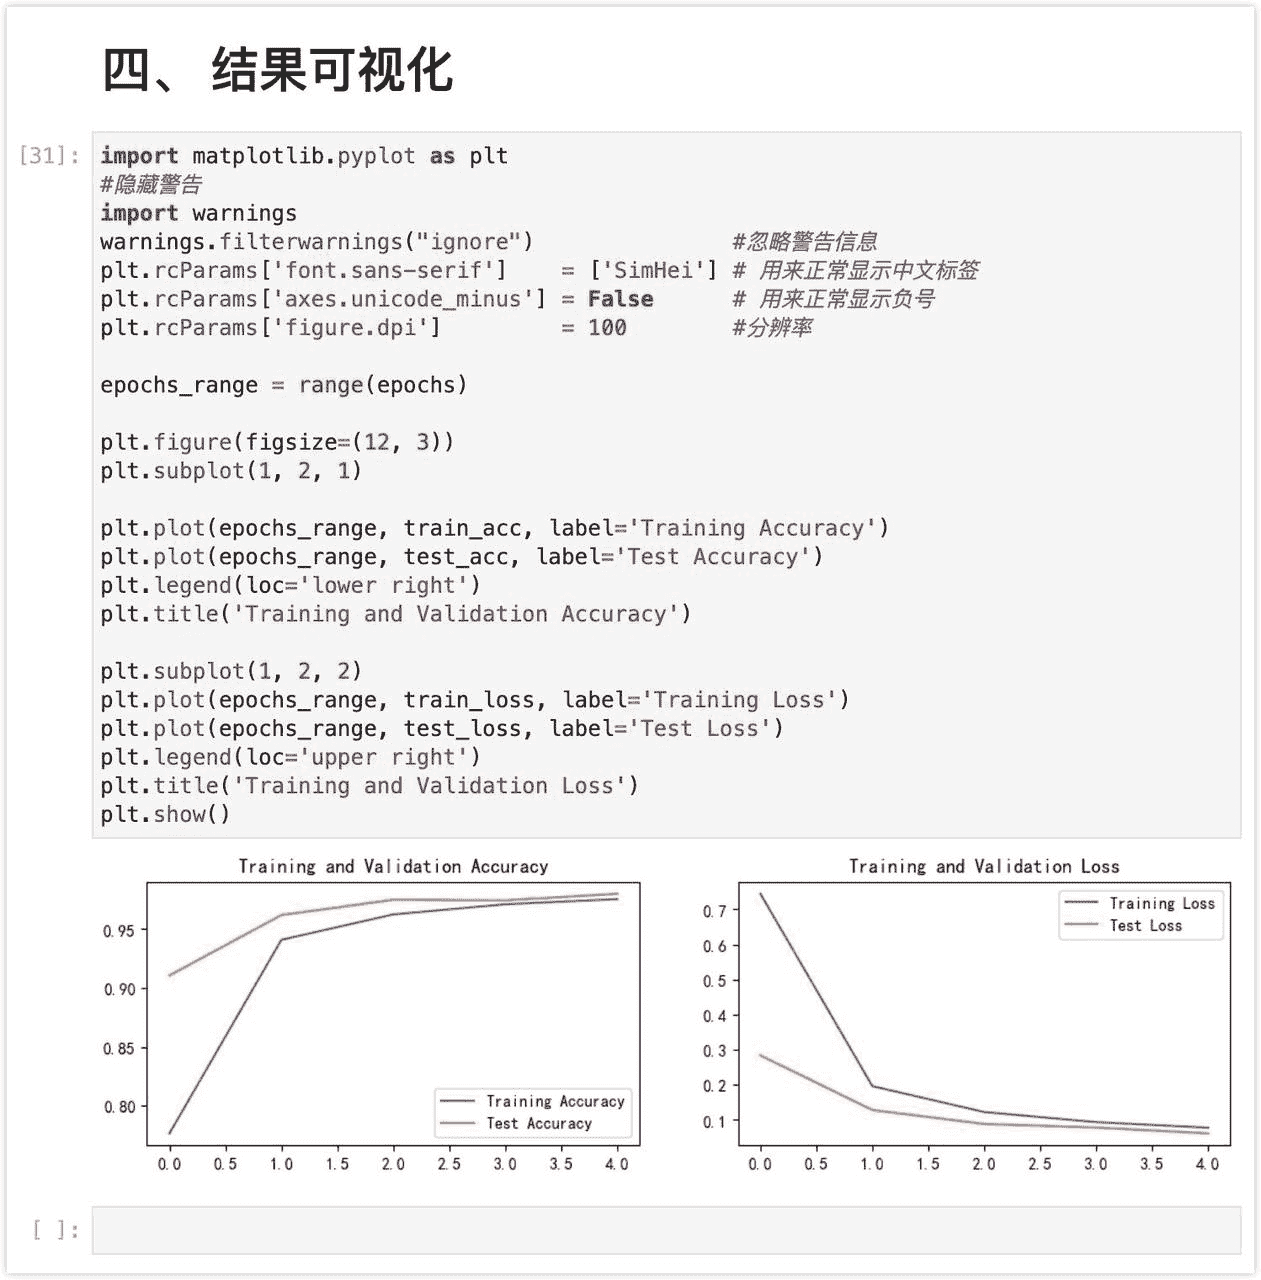 四、 结果可视化
[31]:
import matplotlib.pyplot as plt
#隐藏警告
import warnings
warnings.filterwarnings("ignore")               #忽略警告信息
plt.rcParams['font.sans-serif']    = ['SimHei'] # 用来正常显示中文标签
plt.rcParams['axes.unicode_minus'] = False      # 用来正常显示负号
plt.rcParams['figure.dpi']         = 100        #分辨率
epochs_range = range(epochs)
plt.figure(figsize=(12, 3))
plt.subplot(1, 2, 1)
plt.plot(epochs_range, train_acc, label='Training Accuracy')
plt.plot(epochs_range, test_acc, label='Test Accuracy')
plt.legend(loc='lower right')
plt.title('Training and Validation Accuracy')
plt.subplot(1, 2, 2)
plt.plot(epochs_range, train_loss, label='Training Loss')
plt.plot(epochs_range, test_loss, label='Test Loss')
plt.legend(loc='upper right')
plt.title('Training and Validation Loss')
plt.show()
Training and Validation Accuracy
0.95
0.90
0.85
0.80
Training Accuracy
Test Accuracy
0.0 0.5 1.0 1.5 2.0 2.5 3.0 3.5 4.0
Training and Validation Loss
0.7
0.6
0.5
0.4
0.3
0.2
0.1
Training Loss
Test Loss
0.0 0.5 1.0 1.5 2.0 2.5 3.0 3.5 4.0
[ ]: